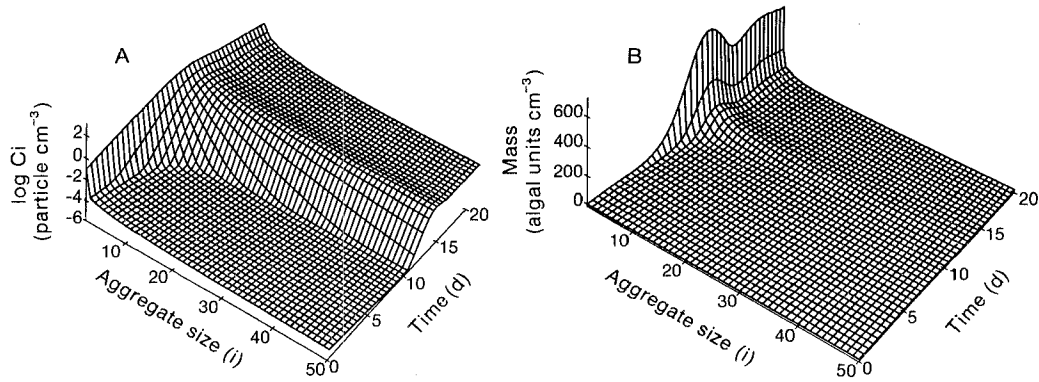 A
log Ci
(particle cm⁻³)
2
0
-2
-4
-6
10
20
30
40
50
Aggregate size (i)
0
5
10
15
20
Time (d)
B
Mass
(algal units cm⁻³)
600
400
200
0
10
20
30
40
50
Aggregate size (i)
0
5
10
15
20
Time (d)